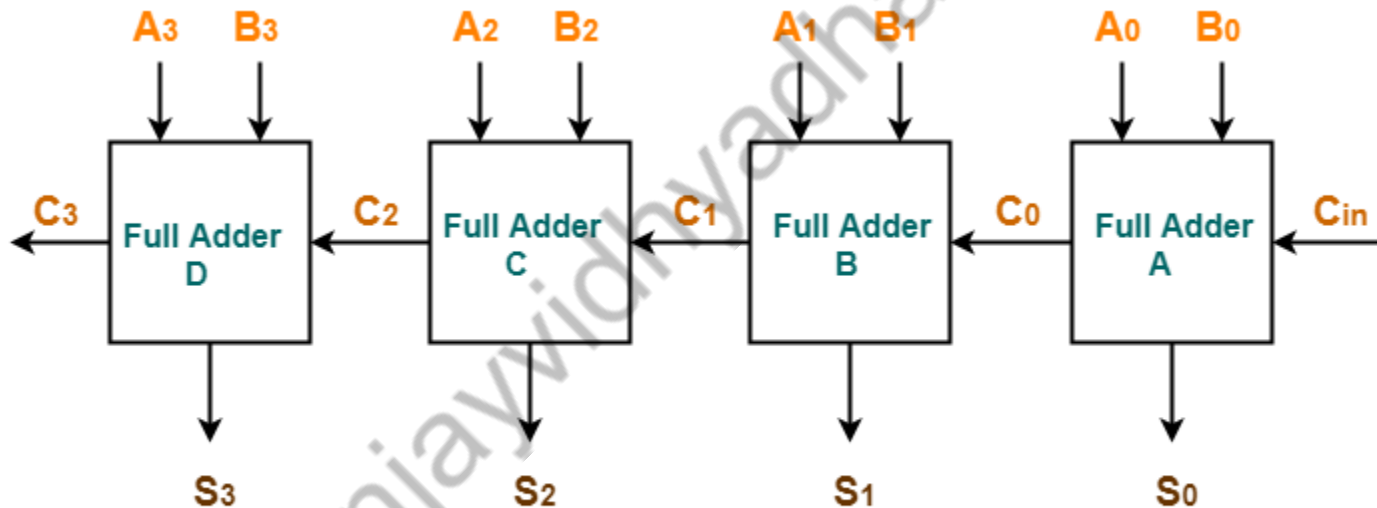 A3 B3 A2 B2 A1 B1 A0 B0
C3 Full Adder D C2 Full Adder C C1 Full Adder B C0 Full Adder A Cin
S3 S2 S1 S0